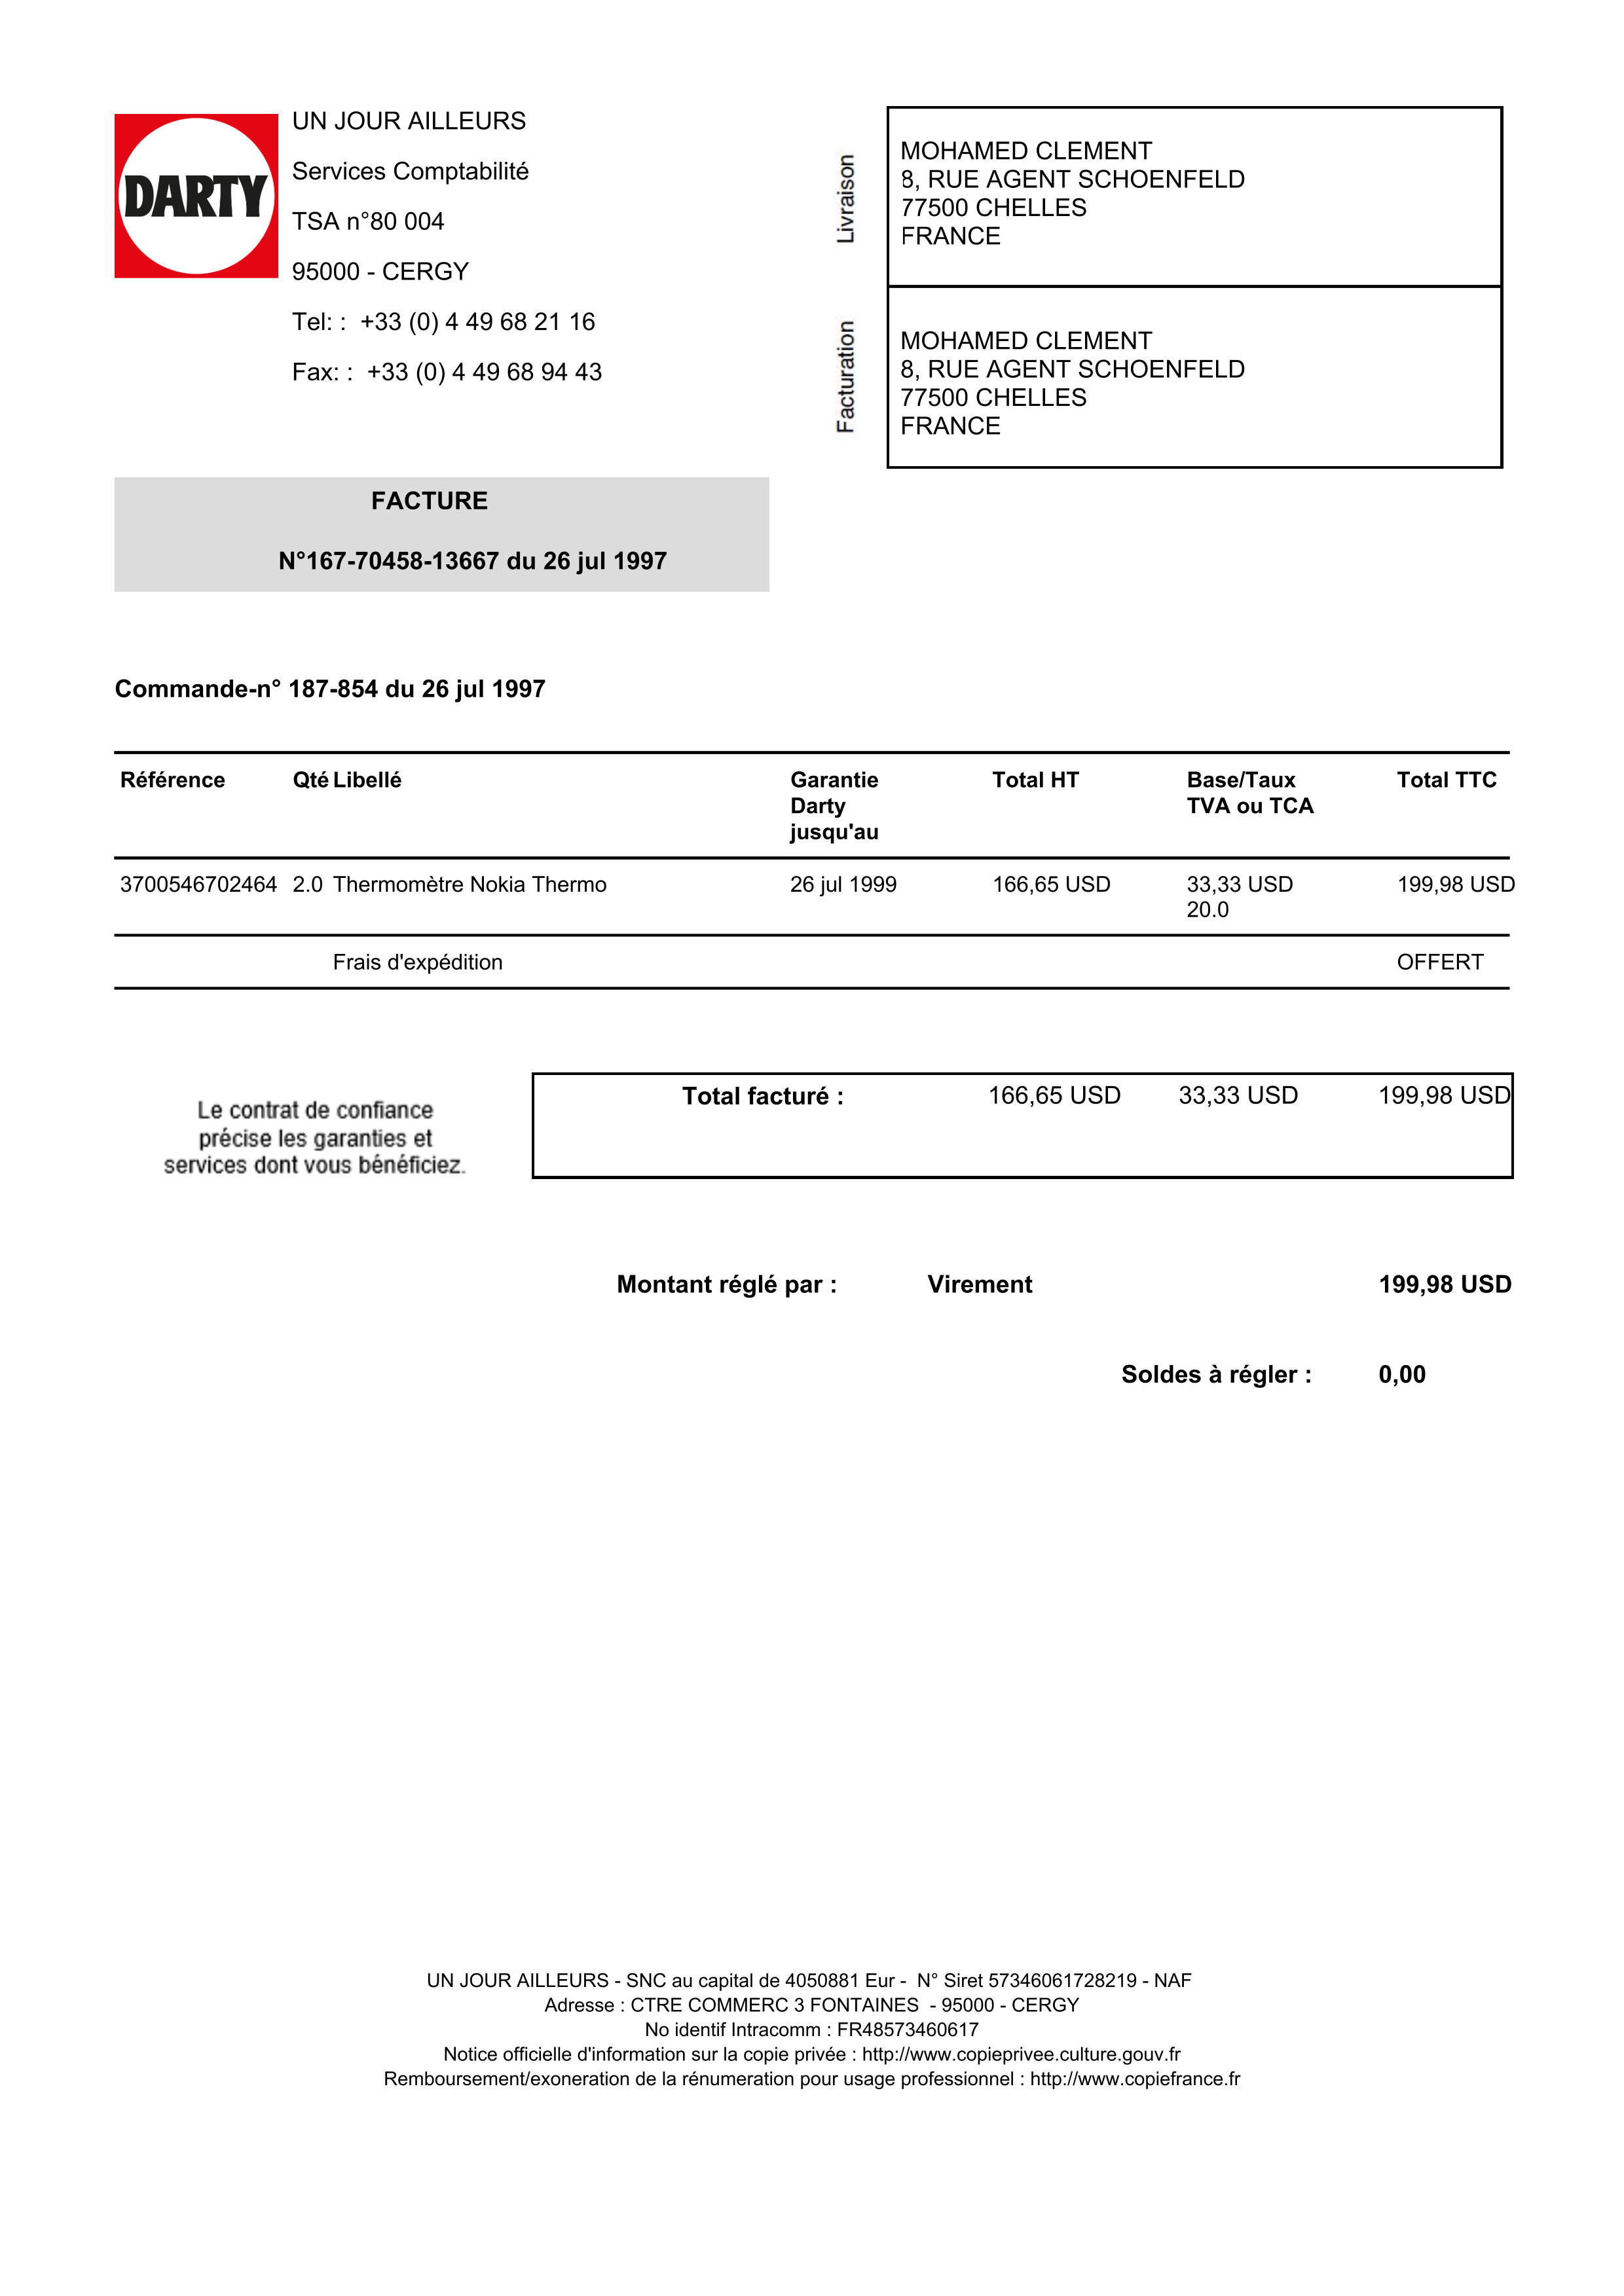 DARTY
UN JOUR AILLEURS
Services Comptabilité
TSA n°80 004
95000 - CERGY
Tel: :  +33 (0) 4 49 68 21 16
Fax: :  +33 (0) 4 49 68 94 43
Livraison
MOHAMED CLEMENT
8, RUE AGENT SCHOENFELD
77500 CHELLES
FRANCE
Facturation
MOHAMED CLEMENT
8, RUE AGENT SCHOENFELD
77500 CHELLES
FRANCE
FACTURE
N°167-70458-13667 du 26 jul 1997
Commande-n° 187-854 du 26 jul 1997
Référence Qté Libellé Garantie Total HT Base/Taux Total TTC
Darty TVA ou TCA
jusqu'au
3700546702464 2.0 Thermomètre Nokia Thermo 26 jul 1999 166,65 USD 33,33 USD 199,98 USD
20.0
Frais d'expédition OFFERT
Total facturé : 166,65 USD 33,33 USD 199,98 USD
Le contrat de confiance
précise les garanties et
services dont vous bénéficiez.
Montant réglé par : Virement 199,98 USD
Soldes à régler : 0,00
UN JOUR AILLEURS - SNC au capital de 4050881 Eur -  N° Siret 57346061728219 - NAF
Adresse : CTRE COMMERC 3 FONTAINES  - 95000 - CERGY
No identif Intracomm : FR48573460617
Notice officielle d'information sur la copie privée : http://www.copieprivee.culture.gouv.fr
Remboursement/exoneration de la rénumeration pour usage professionnel : http://www.copiefrance.fr